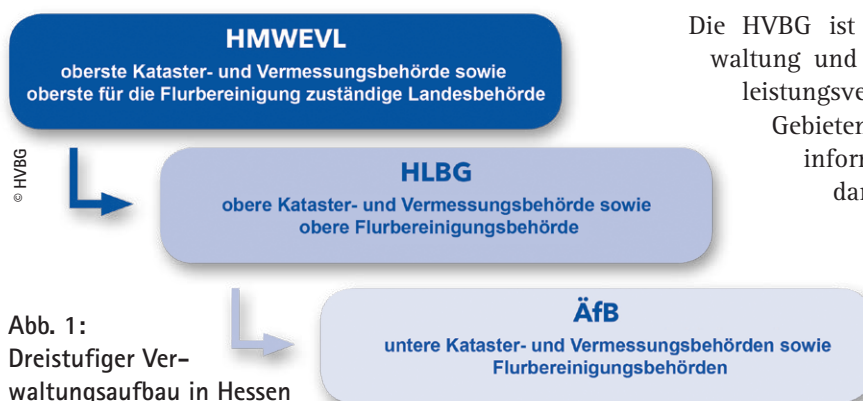 HMWEVL
oberste Kataster- und Vermessungsbehörde sowie
oberste für die Flurbereinigung zuständige Landesbehörde
© HVBG
HLBG
obere Kataster- und Vermessungsbehörde sowie
obere Flurbereinigungsbehörde
ÄfB
untere Kataster- und Vermessungsbehörden sowie
Flurbereinigungsbehörden
Abb. 1:
Dreistufiger Ver-
waltungsaufbau in Hessen
Die HVBG ist
waltung und
leistungsve
Gebieten
inform
dar